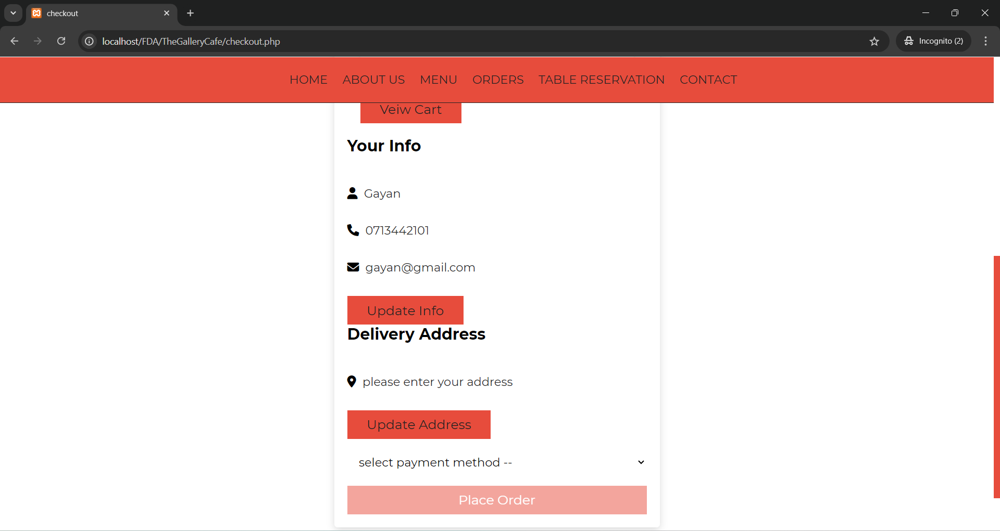 checkout
localhost/FDA/TheGalleryCafe/checkout.php
Incognito (2)
HOME ABOUT US MENU ORDERS TABLE RESERVATION CONTACT
Veiw Cart
Your Info
Gayan
0713442101
gayan@gmail.com
Update Info
Delivery Address
please enter your address
Update Address
select payment method --
Place Order